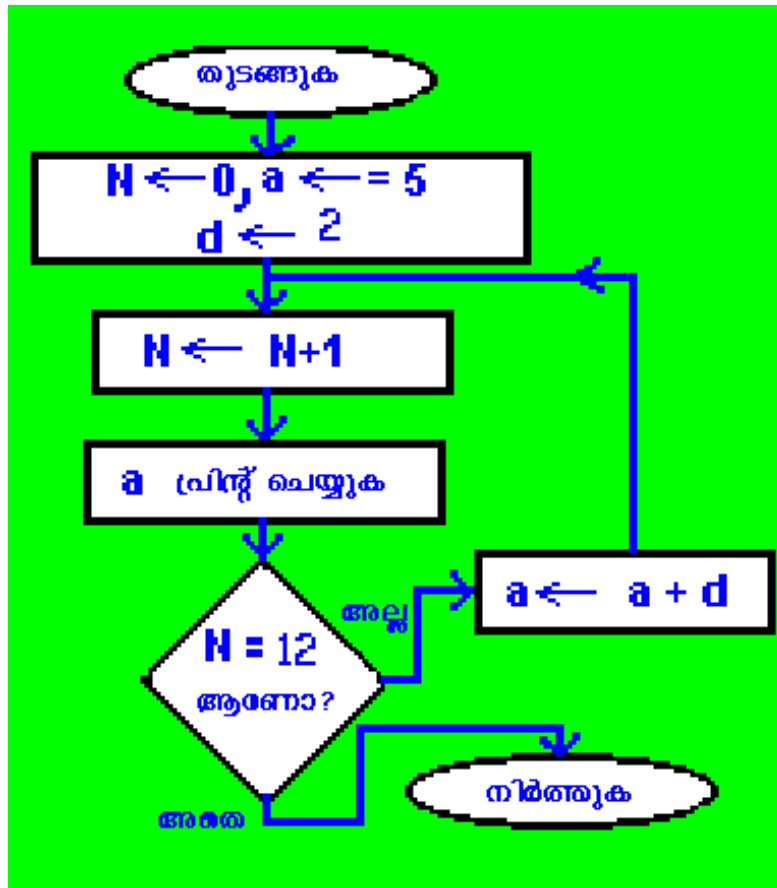 തുടങ്ങുക
N ← 0, a ← = 5
d ← 2
N ← N+1
a പ്രിന്റ് ചെയ്യുക
N = 12
ആണോ?
അല്ല
a ← a + d
അതെ
നിർത്തുക